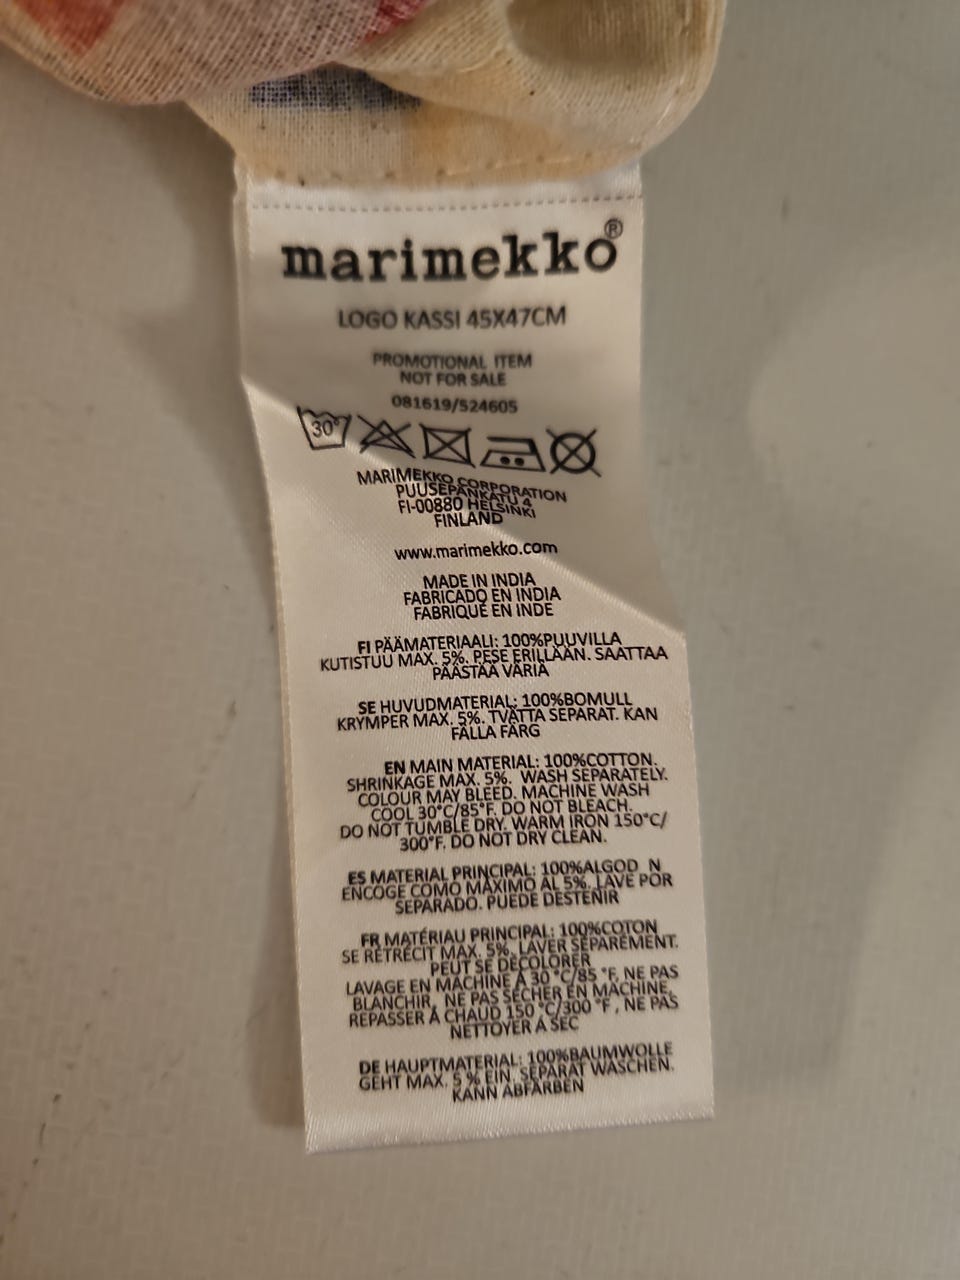 marimekko®
LOGO KASSI 45X47CM
PROMOTIONAL ITEM
NOT FOR SALE
081619/524605
30°
MARIMEKKO CORPORATION
PUUSEPÄNKATU 4
FI-00880 HELSINKI
FINLAND
www.marimekko.com
MADE IN INDIA
FABRICADO EN INDIA
FABRIQUÉ EN INDE
FI PÄÄMATERIAALI: 100%PUUVILLA
KUTISTUU MAX. 5%. PESE ERILLÄÄN. SAATTAA
PÄÄSTÄÄ VÄRIÄ
SE HUVUDMATERIAL: 100%BOMULL
KRYMPER MAX. 5%. TVÄTTA SEPARAT. KAN
FÄLLA FÄRG
EN MAIN MATERIAL: 100%COTTON.
SHRINKAGE MAX. 5%. WASH SEPARATELY.
COLOUR MAY BLEED. MACHINE WASH
COOL 30°C/85°F. DO NOT BLEACH.
DO NOT TUMBLE DRY. WARM IRON 150°C/
300°F. DO NOT DRY CLEAN.
ES MATERIAL PRINCIPAL: 100%ALGOD N
ENCOGE COMO MÁXIMO AL 5%. LAVE POR
SEPARADO. PUEDE DESTEÑIR
FR MATÉRIAU PRINCIPAL: 100%COTON
SE RÉTRÉCIT MAX. 5%. LAVER SÉPARÉMENT.
PEUT SE DÉCOLORER
LAVAGE EN MACHINE À 30 °C/85 °F, NE PAS
BLANCHIR, NE PAS SÉCHER EN MACHINE,
REPASSER À CHAUD 150 °C/300 °F , NE PAS
NETTOYER À SEC
DE HAUPTMATERIAL: 100%BAUMWOLLE
GEHT MAX. 5 % EIN. SEPARAT WASCHEN.
KANN ABFÄRBEN